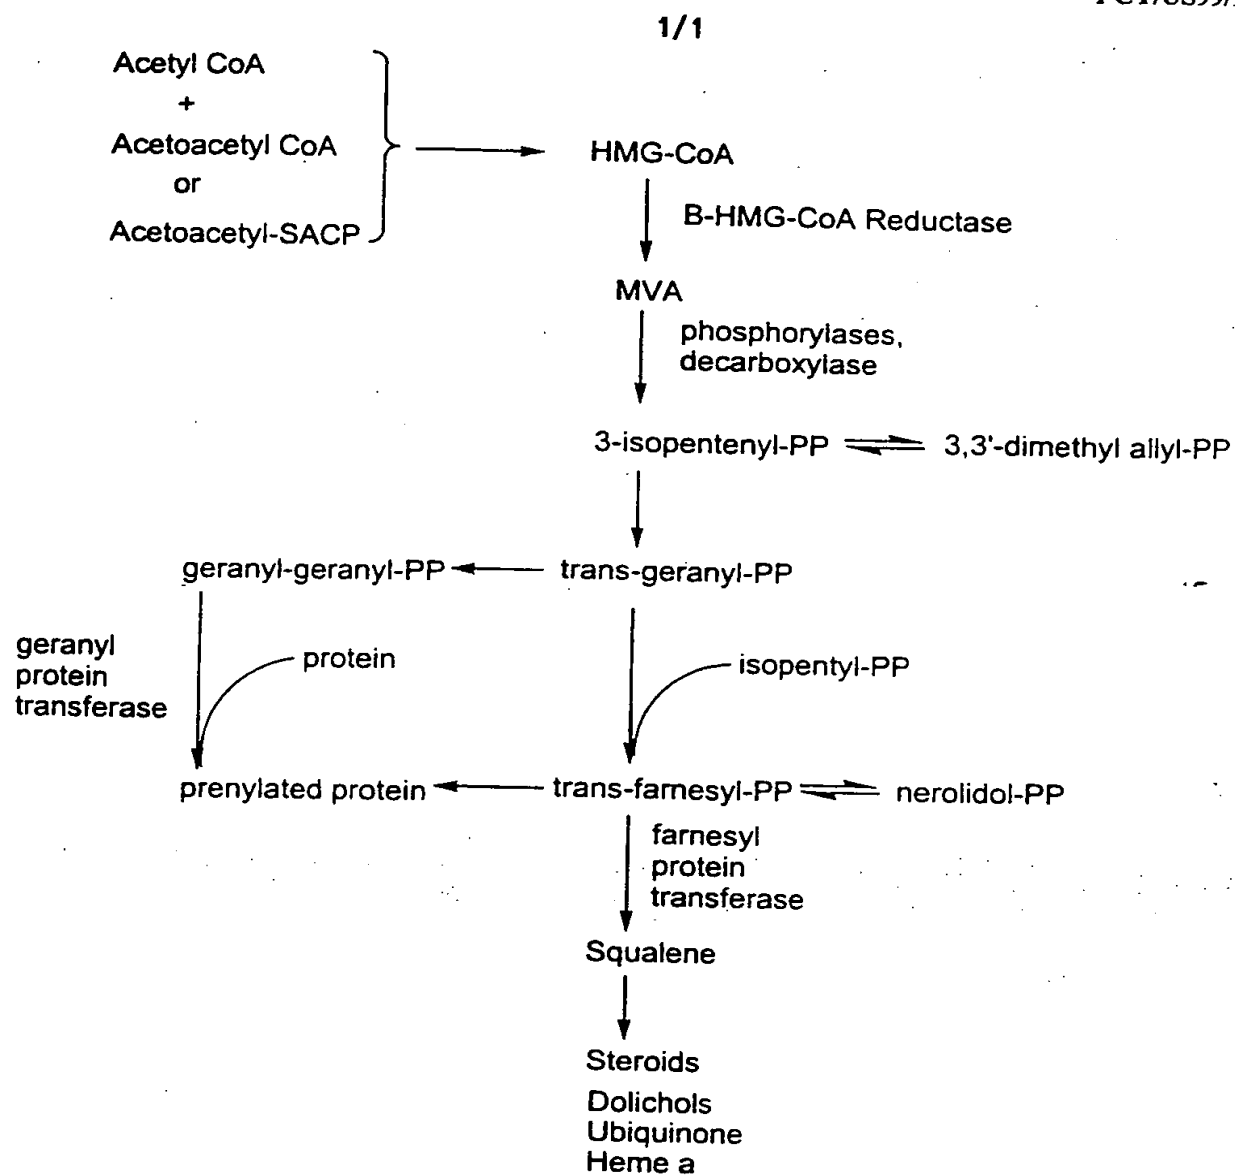 1/1
Acetyl CoA
+
Acetoacetyl CoA
or
Acetoacetyl-SACP
HMG-CoA
B-HMG-CoA Reductase
MVA
phosphorylases,
decarboxylase
3-isopentenyl-PP
3,3'-dimethyl allyl-PP
geranyl-geranyl-PP
trans-geranyl-PP
geranyl
protein
transferase
protein
isopentyl-PP
prenylated protein
trans-farnesyl-PP
nerolidol-PP
farnesyl
protein
transferase
Squalene
Steroids
Dolichols
Ubiquinone
Heme a